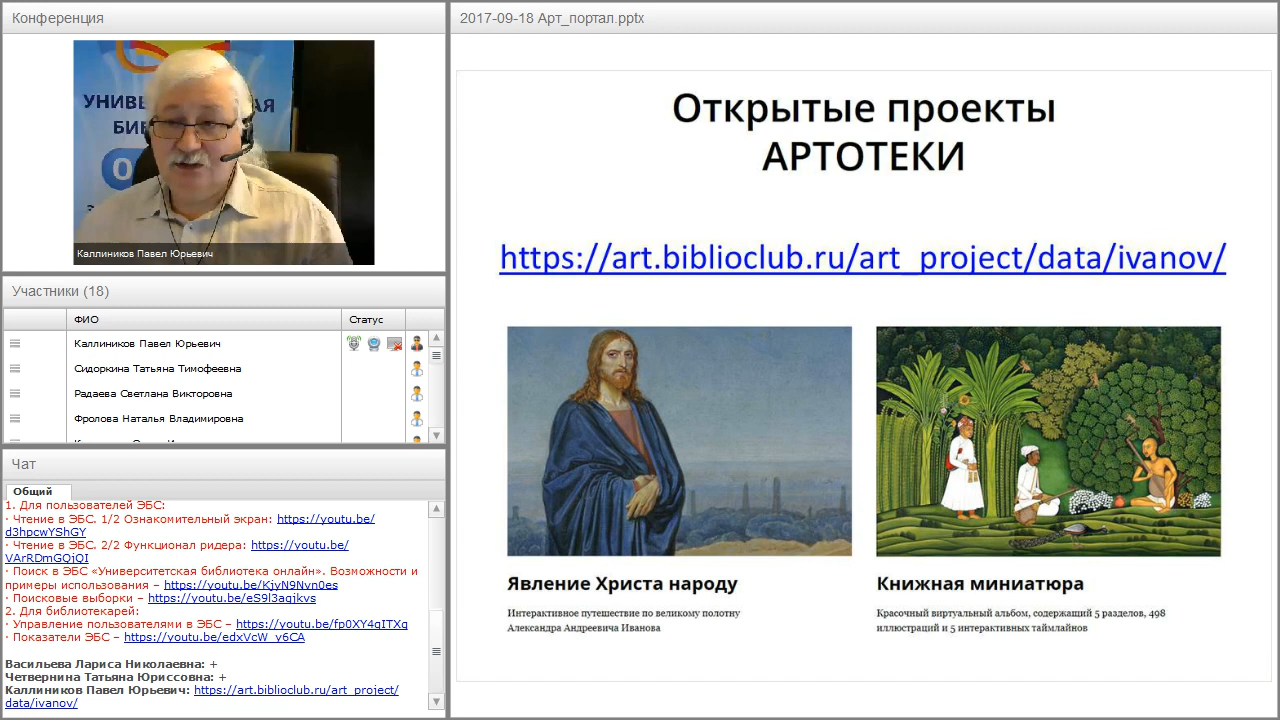 Конференция
УНИВЕ
АЯ
БИБ
Каллиников Павел Юрьевич
Участники (18)
ФИО
Статус
Каллиников Павел Юрьевич
Сидоркина Татьяна Тимофеевна
Радаева Светлана Викторовна
Фролова Наталья Владимировна
Чат
Общий
1. Для пользователей ЭБС:
· Чтение в ЭБС. 1/2 Ознакомительный экран: https://youtu.be/
d3hpcwYShGY
· Чтение в ЭБС. 2/2 Функционал ридера: https://youtu.be/
VArRDmGQjQI
· Поиск в ЭБС «Университетская библиотека онлайн». Возможности и
примеры использования – https://youtu.be/KjyN9Nvn0es
· Поисковые выборки – https://youtu.be/eS9l3aqjkvs
2. Для библиотекарей:
· Управление пользователями в ЭБС – https://youtu.be/fp0XY4qITXg
· Показатели ЭБС – https://youtu.be/edxVcW_y6CA
Васильева Лариса Николаевна: +
Четвернина Татьяна Юриссовна: +
Каллиников Павел Юрьевич: https://art.biblioclub.ru/art_project/
data/ivanov/
2017-09-18 Арт_портал.pptx
Открытые проекты
АРТОТЕКИ
https://art.biblioclub.ru/art_project/data/ivanov/
Явление Христа народу
Интерактивное путешествие по великому полотну
Александра Андреевича Иванова
Книжная миниатюра
Красочный виртуальный альбом, содержащий 5 разделов, 498
иллюстраций и 5 интерактивных таймлайнов